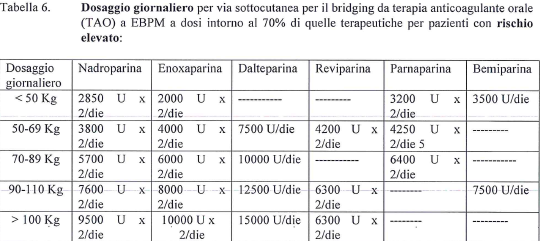 Tabella 6. Dosaggio giornaliero per via sottocutanea per il bridging da terapia anticoagulante orale
(TAO) a EBPM a dosi intorno al 70% di quelle terapeutiche per pazienti con rischio
elevato:
Dosaggio Nadroparina Enoxaparina Dalteparina Reviparina Parnaparina Bemiparina
giornaliero
< 50 Kg 2850 U x 2000 U x ----------- --------- 3200 U x 3500 U/die
2/die 2/die 2/die
50-69 Kg 3800 U x 4000 U x 7500 U/die 4200 U x 4250 U x ---------
2/die 2/die 2/die 2/die 5
70-89 Kg 5700 U x 6000 U x 10000 U/die ----------- 6400 U x ---------
2/die 2/die 2/die
90-110 Kg 7600 U x 8000 U x 12500 U/die 6300 U x -------- 7500 U/die
2/die 2/die 2/die
> 100 Kg 9500 U x 10000 U x 15000 U/die 6300 U x -------- ---------
2/die 2/die 2/die